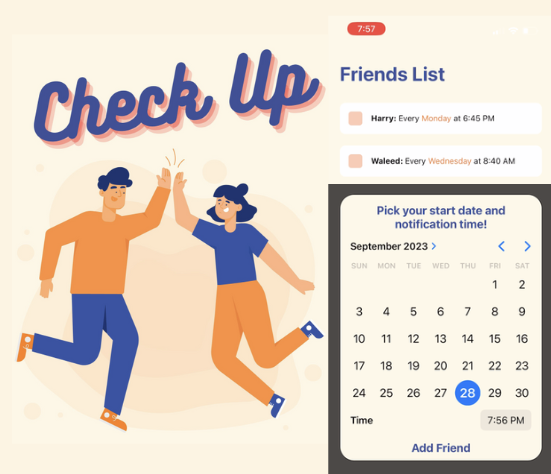 Check Up
7:57
Friends List
Harry: Every Monday at 6:45 PM
Waleed: Every Wednesday at 8:40 AM
Pick your start date and
notification time!
September 2023 >
SUN MON TUE WED THU FRI SAT
1 2
3 4 5 6 7 8 9
10 11 12 13 14 15 16
17 18 19 20 21 22 23
24 25 26 27 28 29 30
Time 7:56 PM
Add Friend